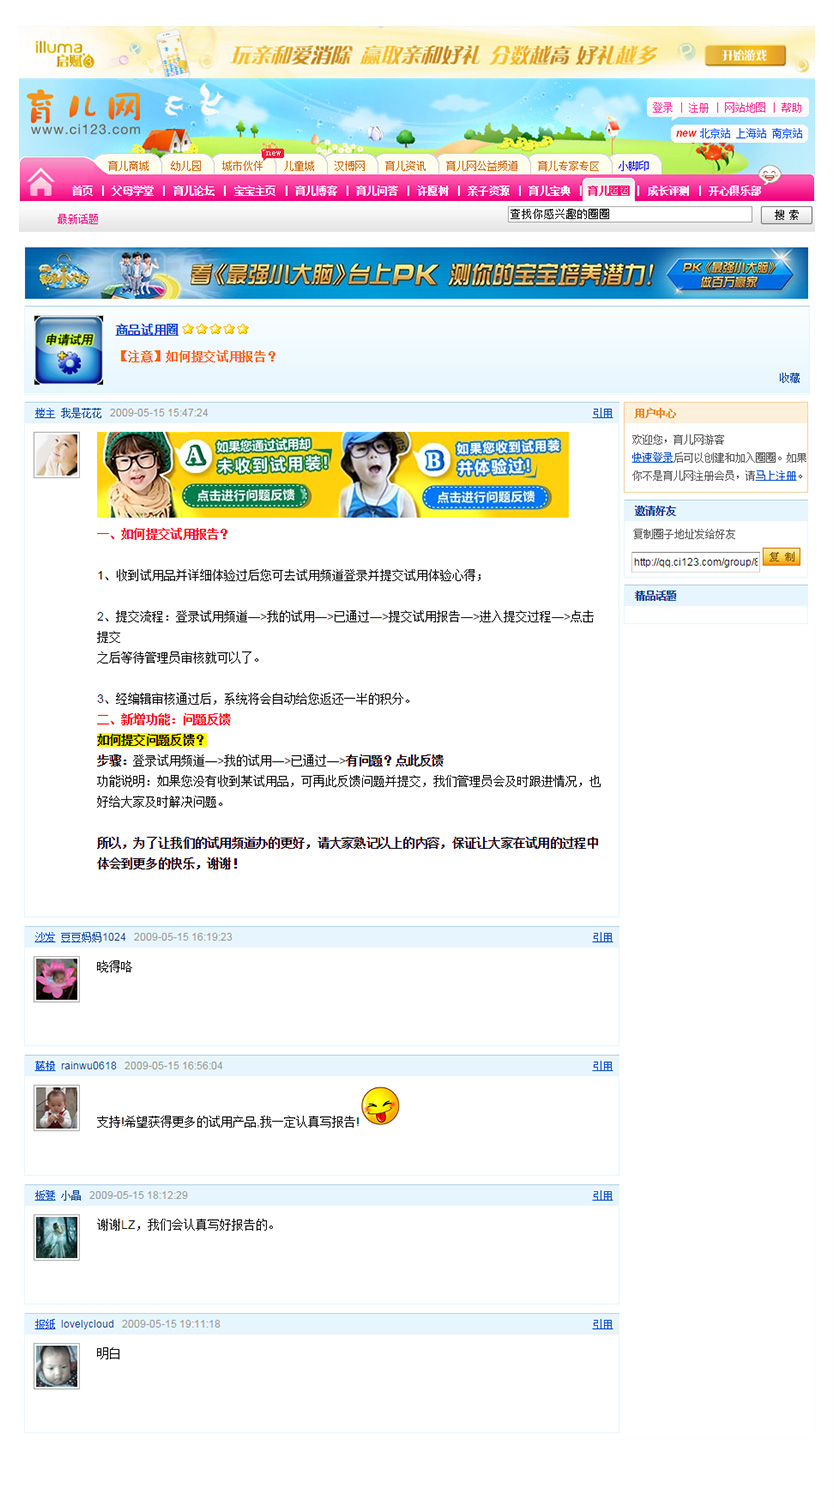 illuma
启赋3
玩亲和爱消除 赢取亲和好礼 分数越高 好礼越多
开始游戏
育儿网
www.ci123.com
登录 | 注册 | 网站地图 | 帮助
new 北京站 上海站 南京站
育儿商城 幼儿园 城市伙伴 new 儿童城 汉博网 育儿资讯 育儿网公益频道 育儿专家专区 小脚印
首页 | 父母学堂 | 育儿论坛 | 宝宝主页 | 育儿博客 | 育儿问答 | 许愿树 | 亲子资源 | 育儿宝典 | 育儿圈圈 | 成长评测 | 开心俱乐部
最新话题
查找你感兴趣的圈圈
搜 索
看《最强小大脑》台上PK 测你的宝宝培养潜力!
PK《最强小大脑》
做百万赢家
申请试用
商品试用圈
【注意】如何提交试用报告？
收藏
楼主 我是花花 2009-05-15 15:47:24 引用
A
如果您通过试用却
未收到试用装!
点击进行问题反馈
B
如果您收到试用装
并体验过!
点击进行问题反馈
一、如何提交试用报告？
1、收到试用品并详细体验过后您可去试用频道登录并提交试用体验心得；
2、提交流程：登录试用频道—>我的试用—>已通过—>提交试用报告—>进入提交过程—>点击
提交
之后等待管理员审核就可以了。
3、经编辑审核通过后，系统将会自动给您返还一半的积分。
二、新增功能：问题反馈
如何提交问题反馈？
步骤：登录试用频道—>我的试用—>已通过—>有问题？点此反馈
功能说明：如果您没有收到某试用品，可再此反馈问题并提交，我们管理员会及时跟进情况，也
好给大家及时解决问题。
所以，为了让我们的试用频道办的更好，请大家熟记以上的内容，保证让大家在试用的过程中
体会到更多的快乐，谢谢！
用户中心
欢迎您，育儿网游客
快速登录后可以创建和加入圈圈。如果
你不是育儿网注册会员，请马上注册。
邀请好友
复制圈子地址发给好友
http://qq.ci123.com/group/
复 制
精品话题
沙发 豆豆妈妈1024 2009-05-15 16:19:23 引用
晓得咯
藤椅 rainwu0618 2009-05-15 16:56:04 引用
支持!希望获得更多的试用产品,我一定认真写报告!
板凳 小晶 2009-05-15 18:12:29 引用
谢谢LZ，我们会认真写好报告的。
报纸 lovelycloud 2009-05-15 19:11:18 引用
明白